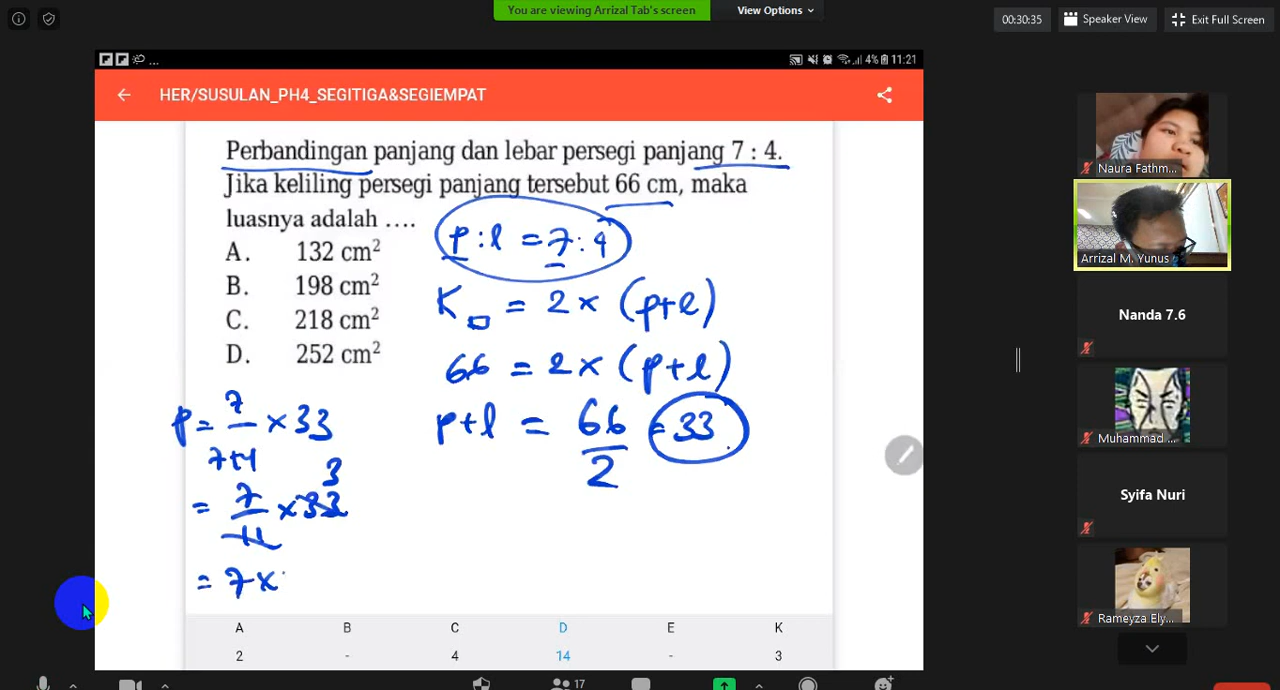 You are viewing Arrizal Tab's screen
View Options
00:30:35
Speaker View
Exit Full Screen
... 4% 11:21
HER/SUSULAN_PH4_SEGITIGA&SEGIEMPAT
Perbandingan panjang dan lebar persegi panjang 7 : 4.
Jika keliling persegi panjang tersebut 66 cm, maka
luasnya adalah ....
A. 132 cm²
B. 198 cm²
C. 218 cm²
D. 252 cm²
p : l = 7 : 4
K▭ = 2 × (p+l)
66 = 2 × (p+l)
p+l = 66/2 = 33
p = 7/7+4 × 33
3
= 7/11 × 33
= 7 ×
A B C D E K
2 - 4 14 - 3
Naura Fathm...
Arrizal M. Yunus
Nanda 7.6
Muhammad ...
Syifa Nuri
Rameyza Ely...
17